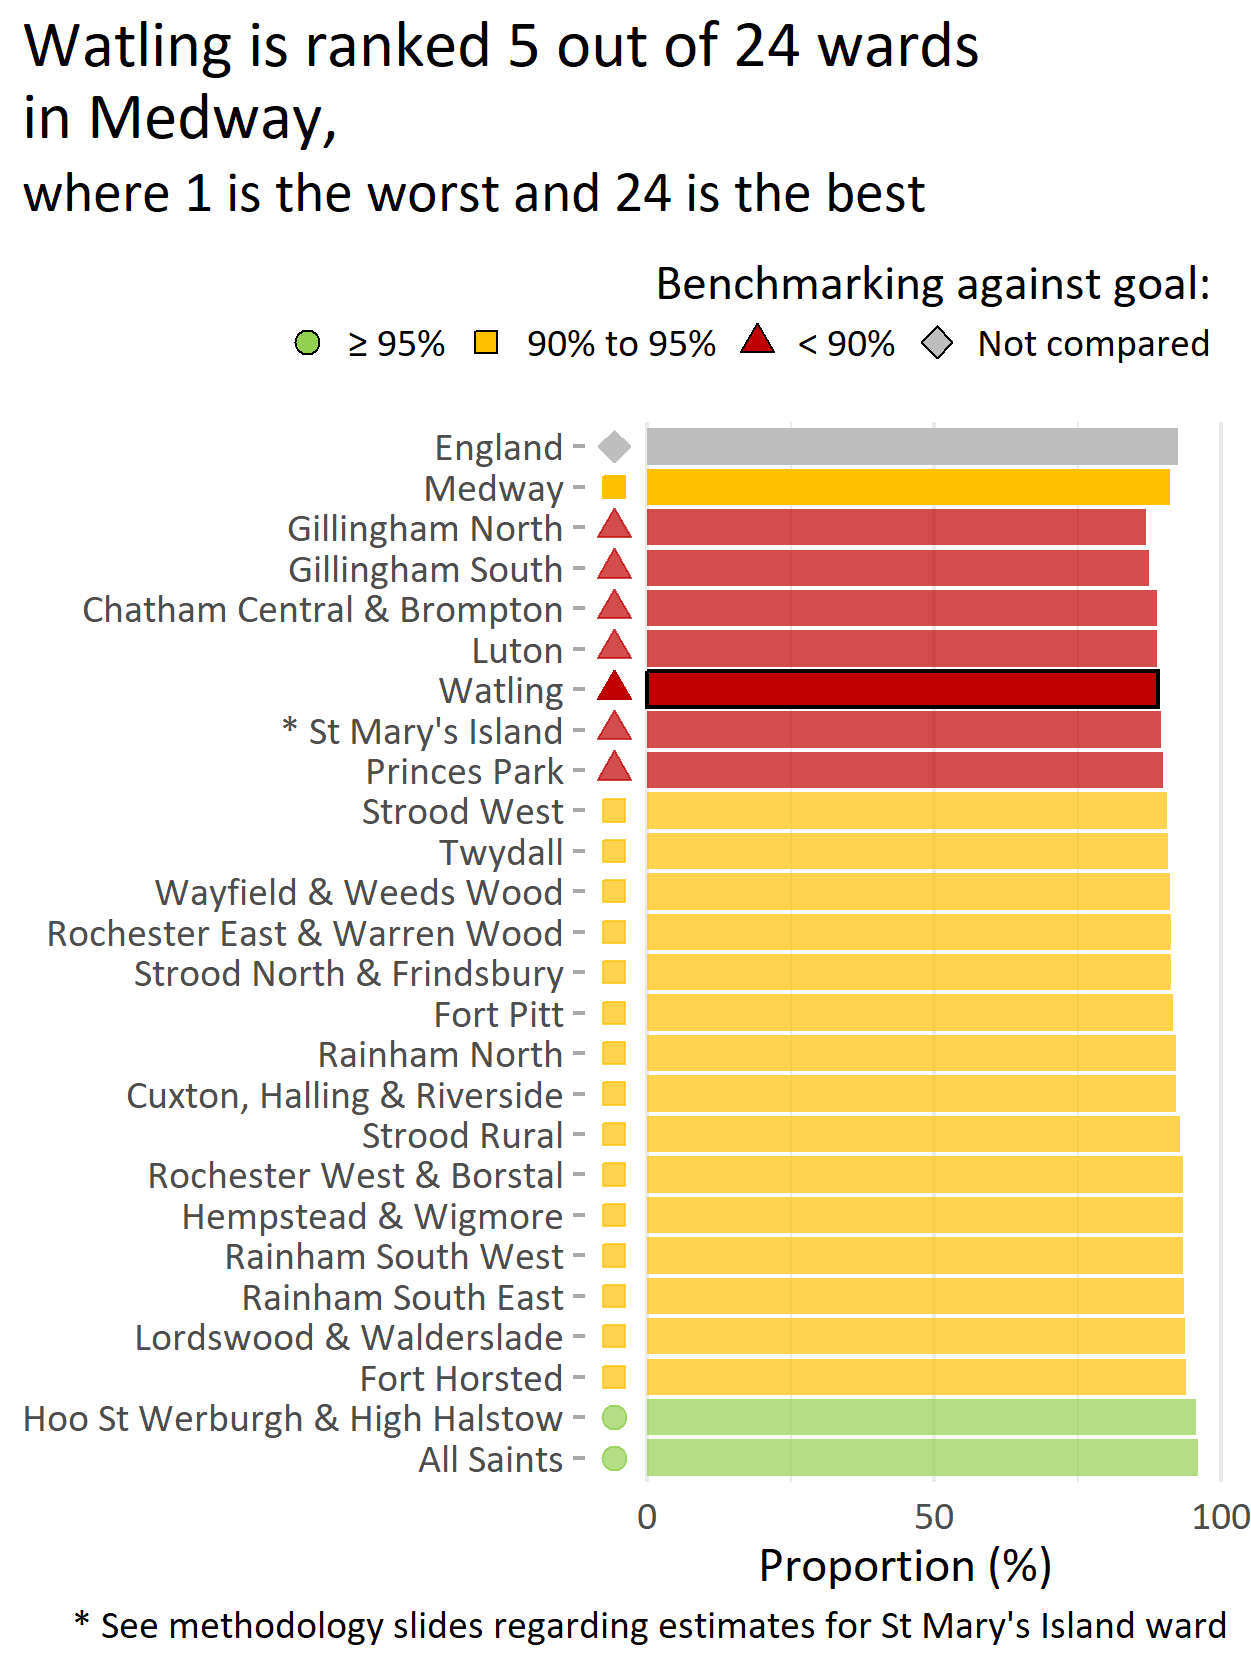 Watling is ranked 5 out of 24 wards
in Medway,
where 1 is the worst and 24 is the best
Benchmarking against goal:
≥ 95% 90% to 95% < 90% Not compared
England
Medway
Gillingham North
Gillingham South
Chatham Central & Brompton
Luton
Watling
* St Mary's Island
Princes Park
Strood West
Twydall
Wayfield & Weeds Wood
Rochester East & Warren Wood
Strood North & Frindsbury
Fort Pitt
Rainham North
Cuxton, Halling & Riverside
Strood Rural
Rochester West & Borstal
Hempstead & Wigmore
Rainham South West
Rainham South East
Lordswood & Walderslade
Fort Horsted
Hoo St Werburgh & High Halstow
All Saints
0 50 100
Proportion (%)
* See methodology slides regarding estimates for St Mary's Island ward